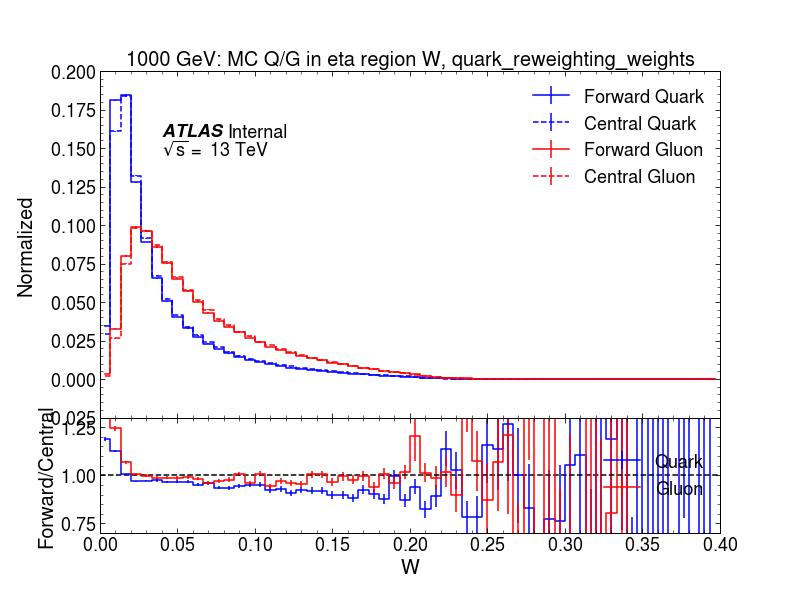 1000 GeV: MC Q/G in eta region W, quark_reweighting_weights
0.200
0.175
0.150
0.125
0.100
0.075
0.050
0.025
0.000
0.025
Normalized
ATLAS Internal
√s = 13 TeV
Forward Quark
Central Quark
Forward Gluon
Central Gluon
1.25
1.00
0.75
Forward/Central
Quark
Gluon
0.00 0.05 0.10 0.15 0.20 0.25 0.30 0.35 0.40
W